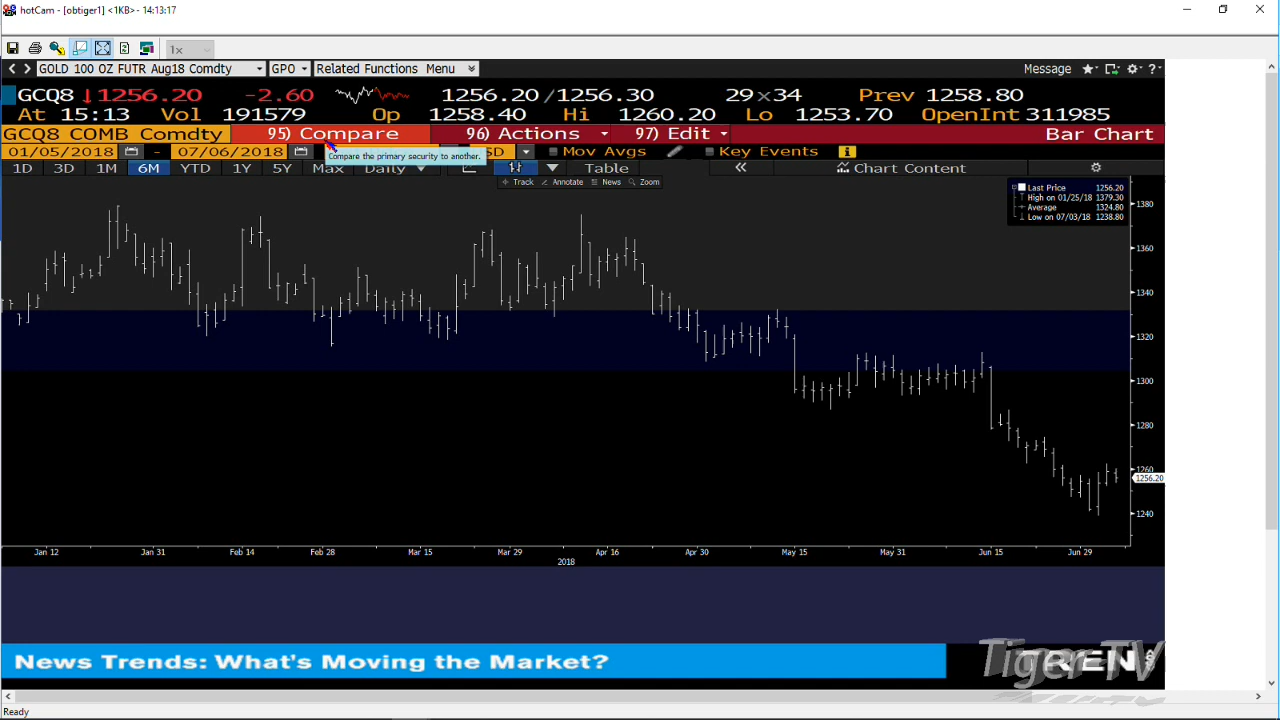 hotCam - [obtiger1] <1KB> - 14:13:17
1x
GOLD 100 OZ FUTR Aug18 Comdty GPO Related Functions Menu Message ?
GCQ8 ↓1256.20 -2.60 1256.20/1256.30 29x34 Prev 1258.80
At 15:13 Vol 191579 Op 1258.40 Hi 1260.20 Lo 1253.70 OpenInt 311985
GCQ8 COMB Comdty 95) Compare 96) Actions 97) Edit Bar Chart
01/05/2018 - 07/06/2018 Compare the primary security to another. SD Mov Avgs Key Events i
1D 3D 1M 6M YTD 1Y 5Y Max Daily Table Chart Content
Track Annotate News Zoom
Last Price 1256.20
High on 01/25/18 1379.30
Average 1324.80
Low on 07/03/18 1238.80
1380
1360
1340
1320
1300
1280
1260
1256.20
1240
Jan 12 Jan 31 Feb 14 Feb 28 Mar 15 Mar 29 Apr 16 Apr 30 May 15 May 31 Jun 15 Jun 29
2018
News Trends: What's Moving the Market?
Tiger TV
Ready